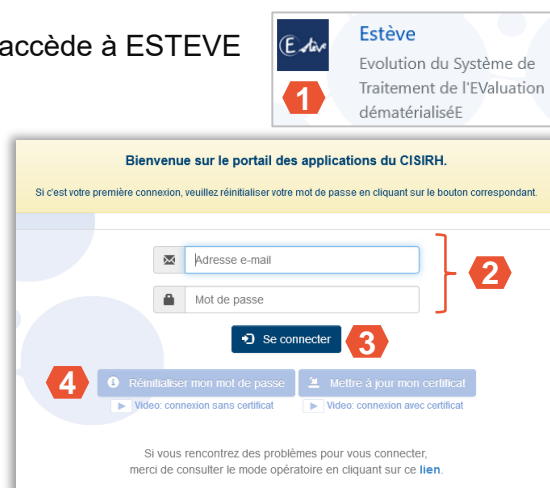 accède à ESTEVE
Estève
Estève
Evolution du Système de
Traitement de l'EValuation
dématérialiséE
1
Bienvenue sur le portail des applications du CISIRH.
Si c'est votre première connexion, veuillez réinitialiser votre mot de passe en cliquant sur le bouton correspondant.
Adresse e-mail
Mot de passe
2
Se connecter
3
4
Réinitialiser mon mot de passe
Mettre à jour mon certificat
Video: connexion sans certificat
Video: connexion avec certificat
Si vous rencontrez des problèmes pour vous connecter,
merci de consulter le mode opératoire en cliquant sur ce lien.